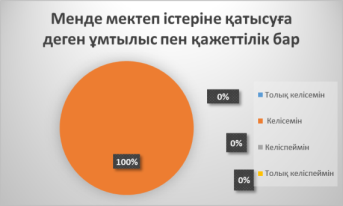 Менде мектеп істеріне қатысуға
деген ұмтылыс пен қажеттілік бар
0%
Толық келісемін
0%
Келісемін
100%
Келіспеймін
0%
Толық келіспеймін